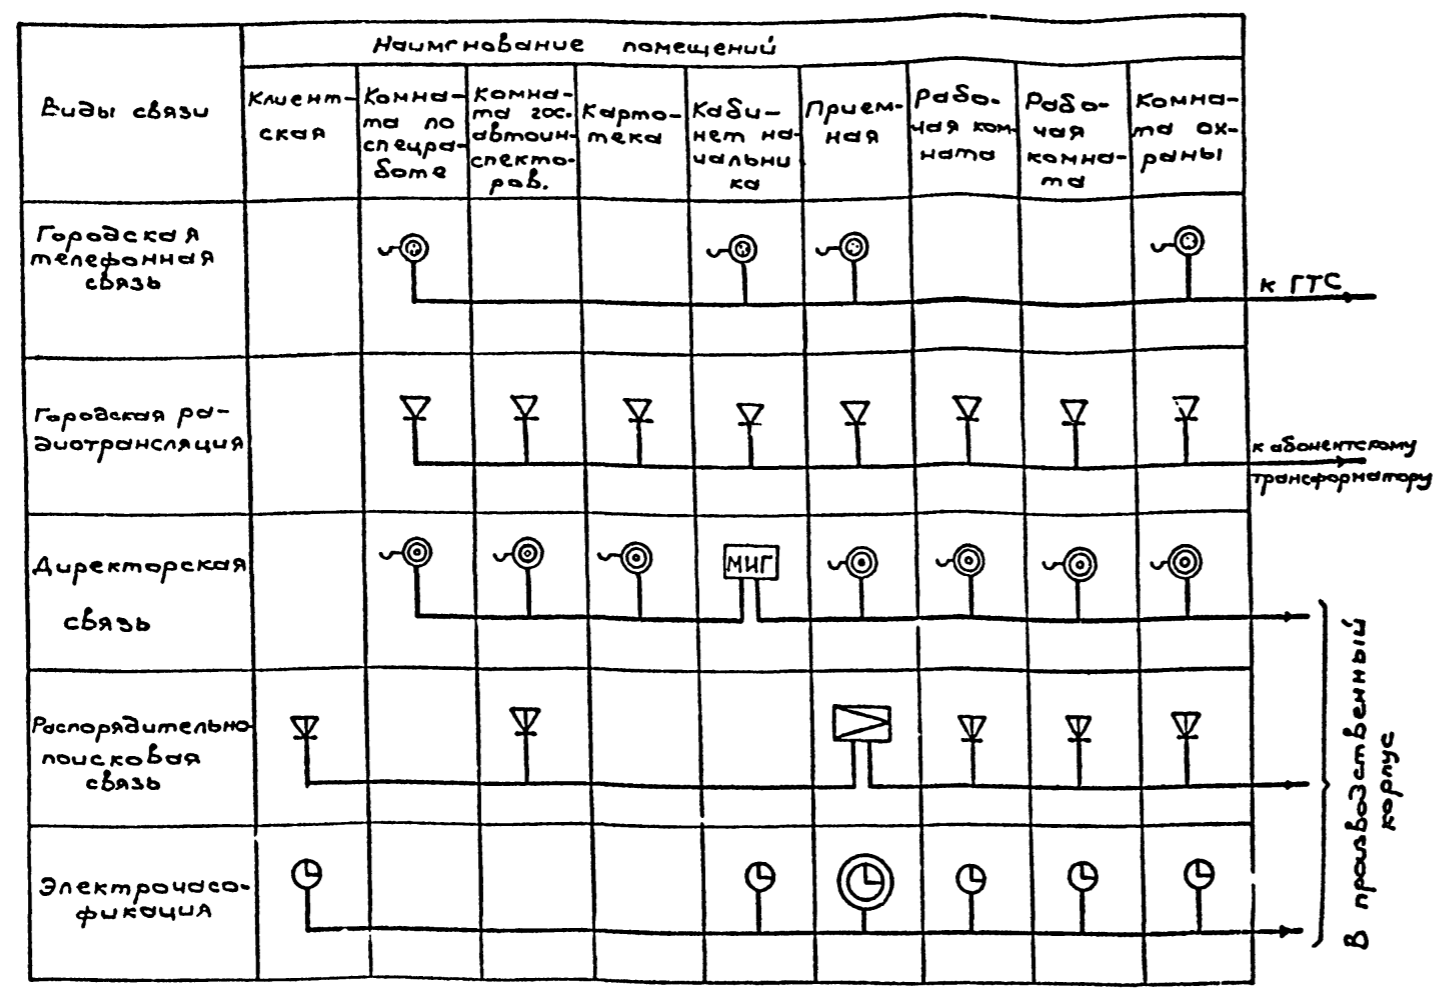 Наимгнование помещений
Виды связи
Клиент-
ская
Комна-
та по
спецра-
боте
Комна-
та гос.
автоин-
спекто-
ров.
Карто-
тека
Каби-
нет на-
чальни
ка
Прием-
ная
Рабо-
чая ком-
ната
Рабо-
чая
комна-
та
Комна-
та ох-
раны
Городская
телефонная
связь
к ГТС
Городская ра-
диотрансляция
к абонентскому
трансформатору
Директорская
связь
МИГ
Распорядительно-
поисковая
связь
Электрочасо-
фикация
В производственный
корпус